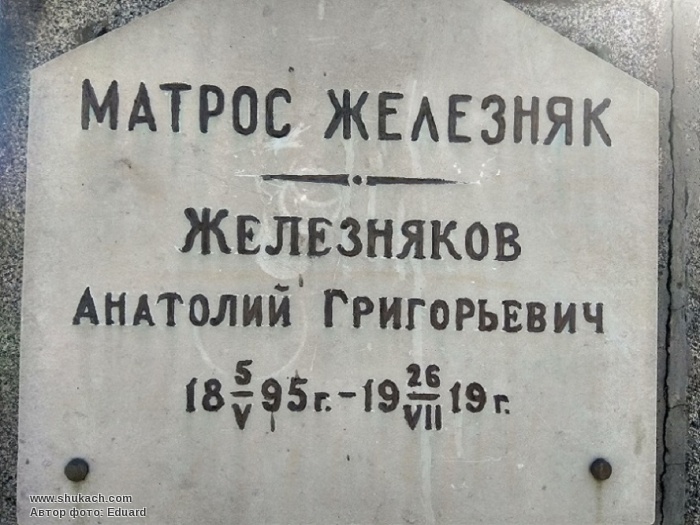 МАТРОС ЖЕЛЕЗНЯК
ЖЕЛЕЗНЯКОВ
АНАТОЛИЙ ГРИГОРЬЕВИЧ
18 5/V 95 г. - 19 26/VII 19 г.
www.shukach.com
Автор фото: Eduard